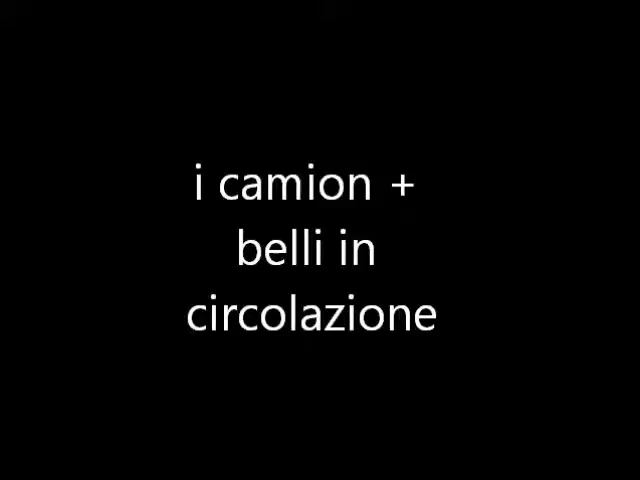 i camion +
belli in
circolazione